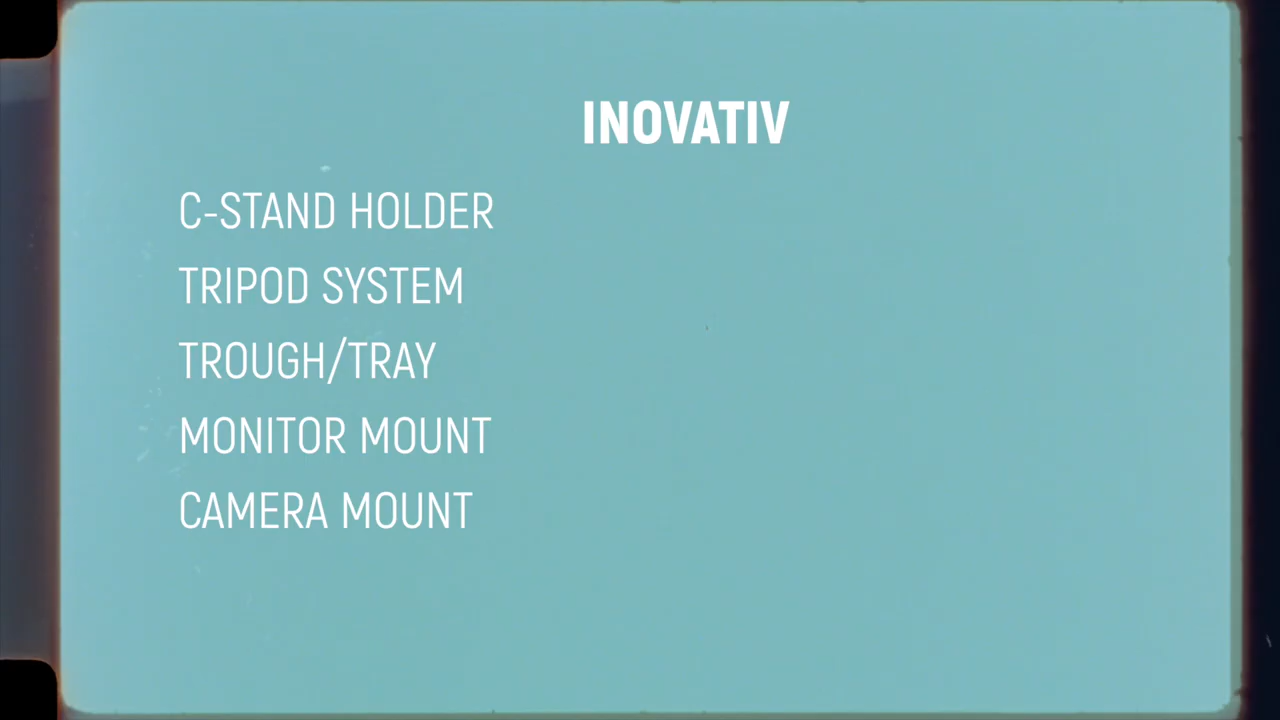 INOVATIV
C-STAND HOLDER
TRIPOD SYSTEM
TROUGH/TRAY
MONITOR MOUNT
CAMERA MOUNT